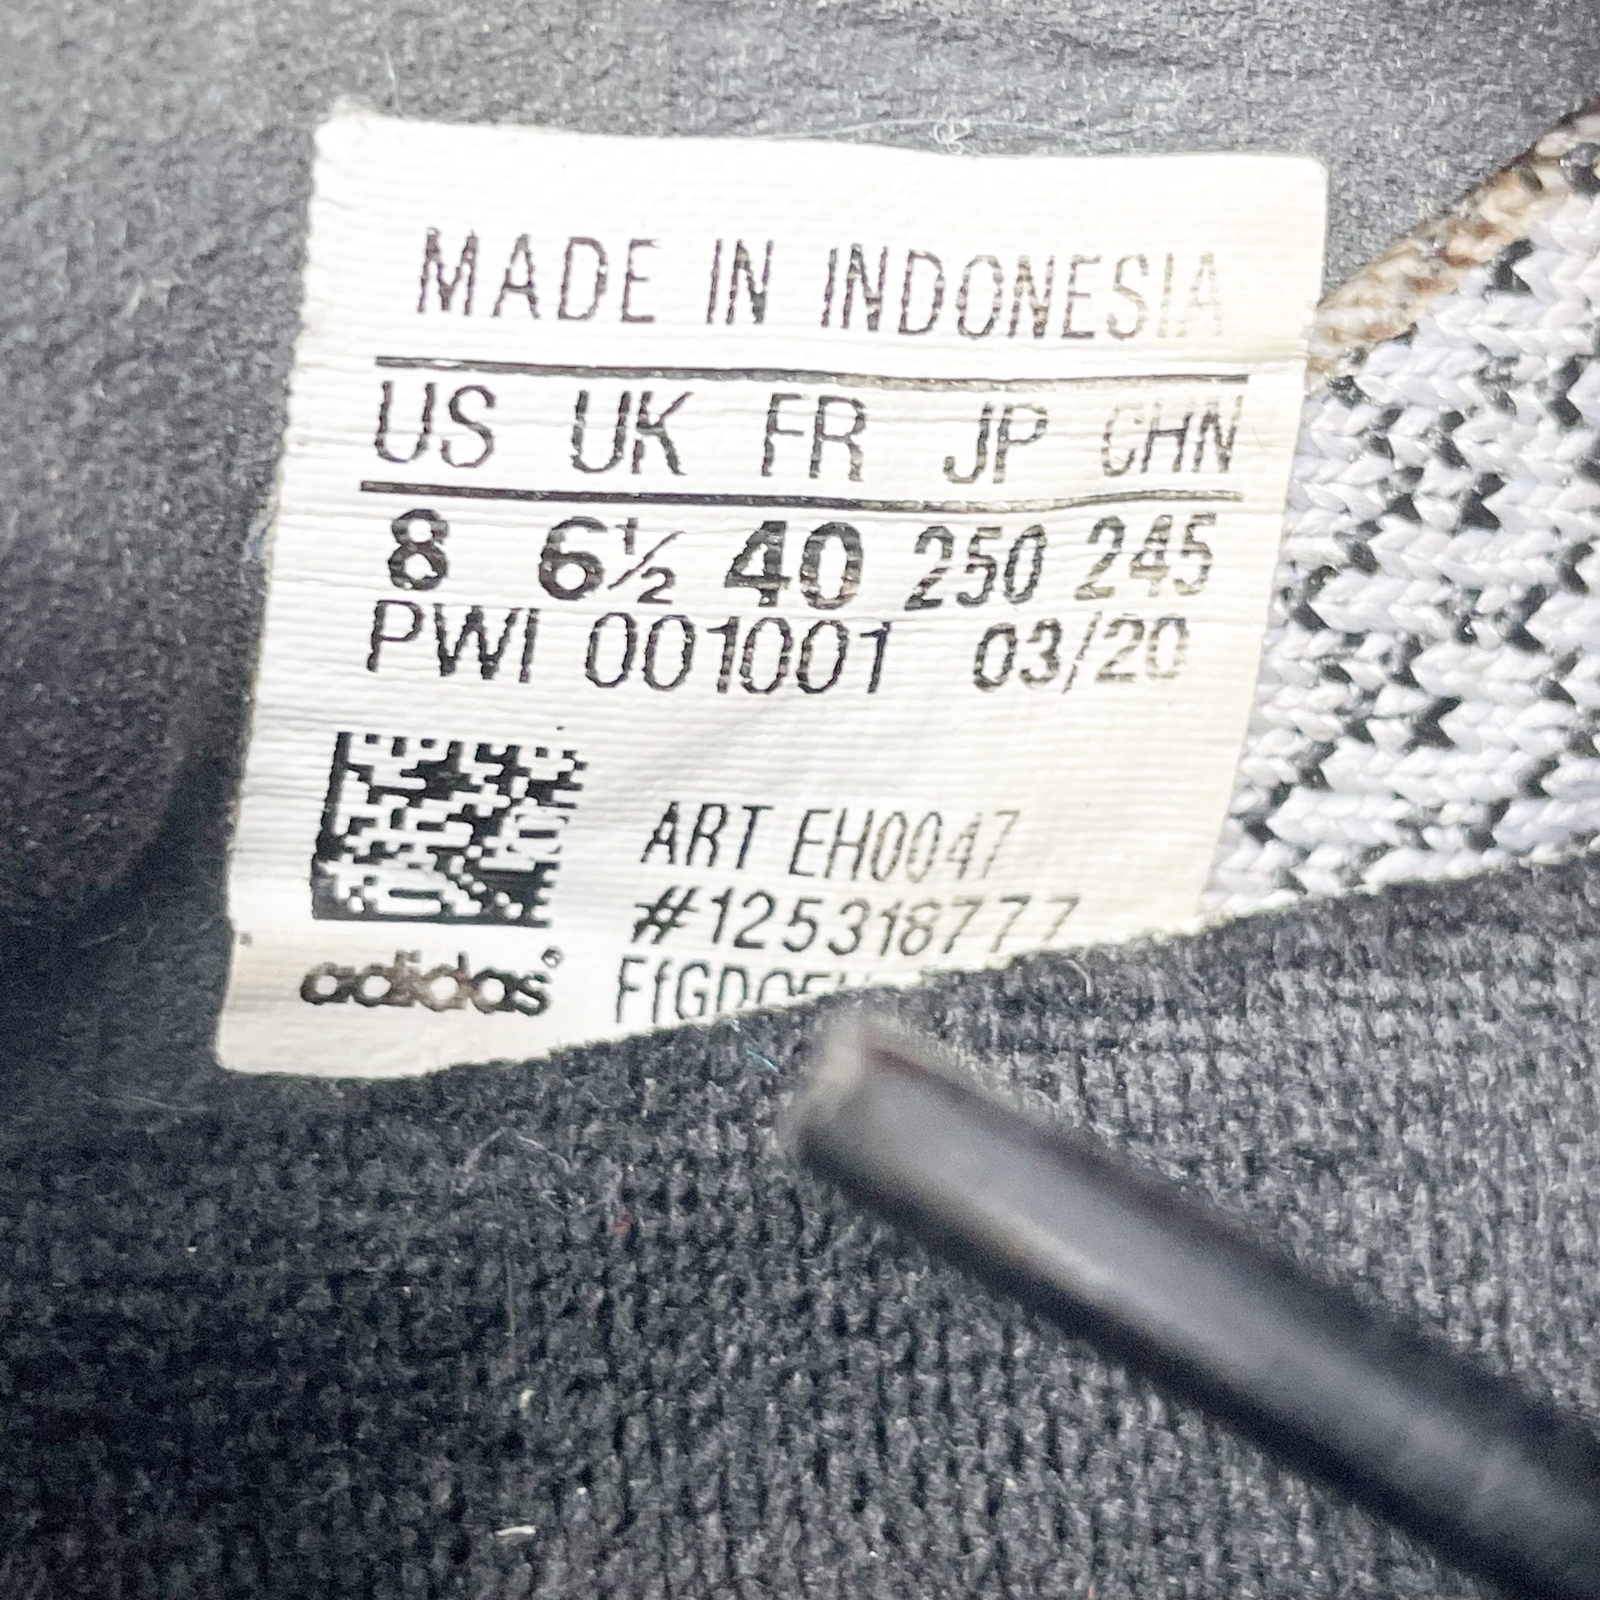 MADE IN INDONESIA
US UK FR JP CHN
8 6½ 40 250 245
PWI 001001 03/20
ART EH0047
#125318777
adidas®